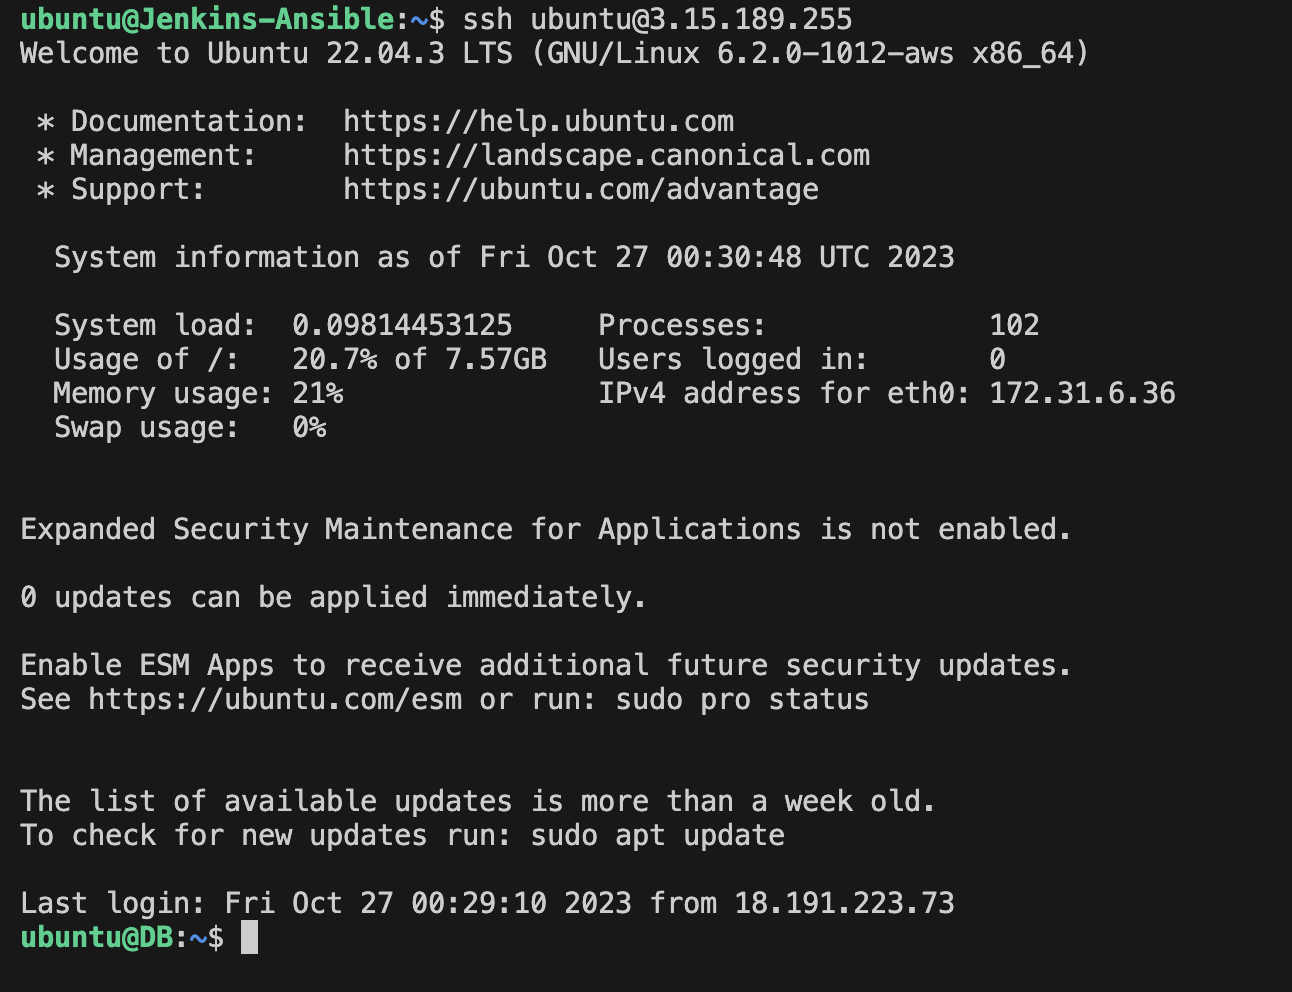 ubuntu@Jenkins-Ansible:~$ ssh ubuntu@3.15.189.255
Welcome to Ubuntu 22.04.3 LTS (GNU/Linux 6.2.0-1012-aws x86_64)
* Documentation: https://help.ubuntu.com
* Management: https://landscape.canonical.com
* Support: https://ubuntu.com/advantage
System information as of Fri Oct 27 00:30:48 UTC 2023
System load: 0.09814453125 Processes: 102
Usage of /: 20.7% of 7.57GB Users logged in: 0
Memory usage: 21% IPv4 address for eth0: 172.31.6.36
Swap usage: 0%
Expanded Security Maintenance for Applications is not enabled.
0 updates can be applied immediately.
Enable ESM Apps to receive additional future security updates.
See https://ubuntu.com/esm or run: sudo pro status
The list of available updates is more than a week old.
To check for new updates run: sudo apt update
Last login: Fri Oct 27 00:29:10 2023 from 18.191.223.73
ubuntu@DB:~$